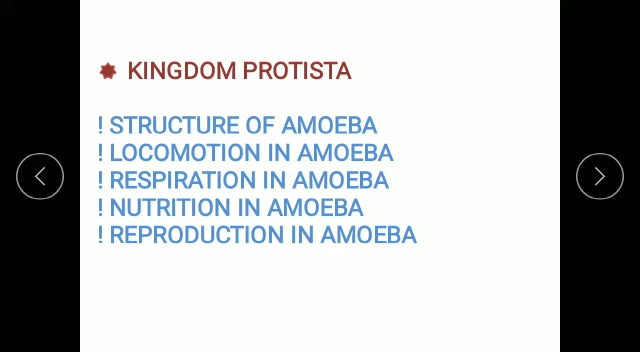 KINGDOM PROTISTA
! STRUCTURE OF AMOEBA
! LOCOMOTION IN AMOEBA
! RESPIRATION IN AMOEBA
! NUTRITION IN AMOEBA
! REPRODUCTION IN AMOEBA